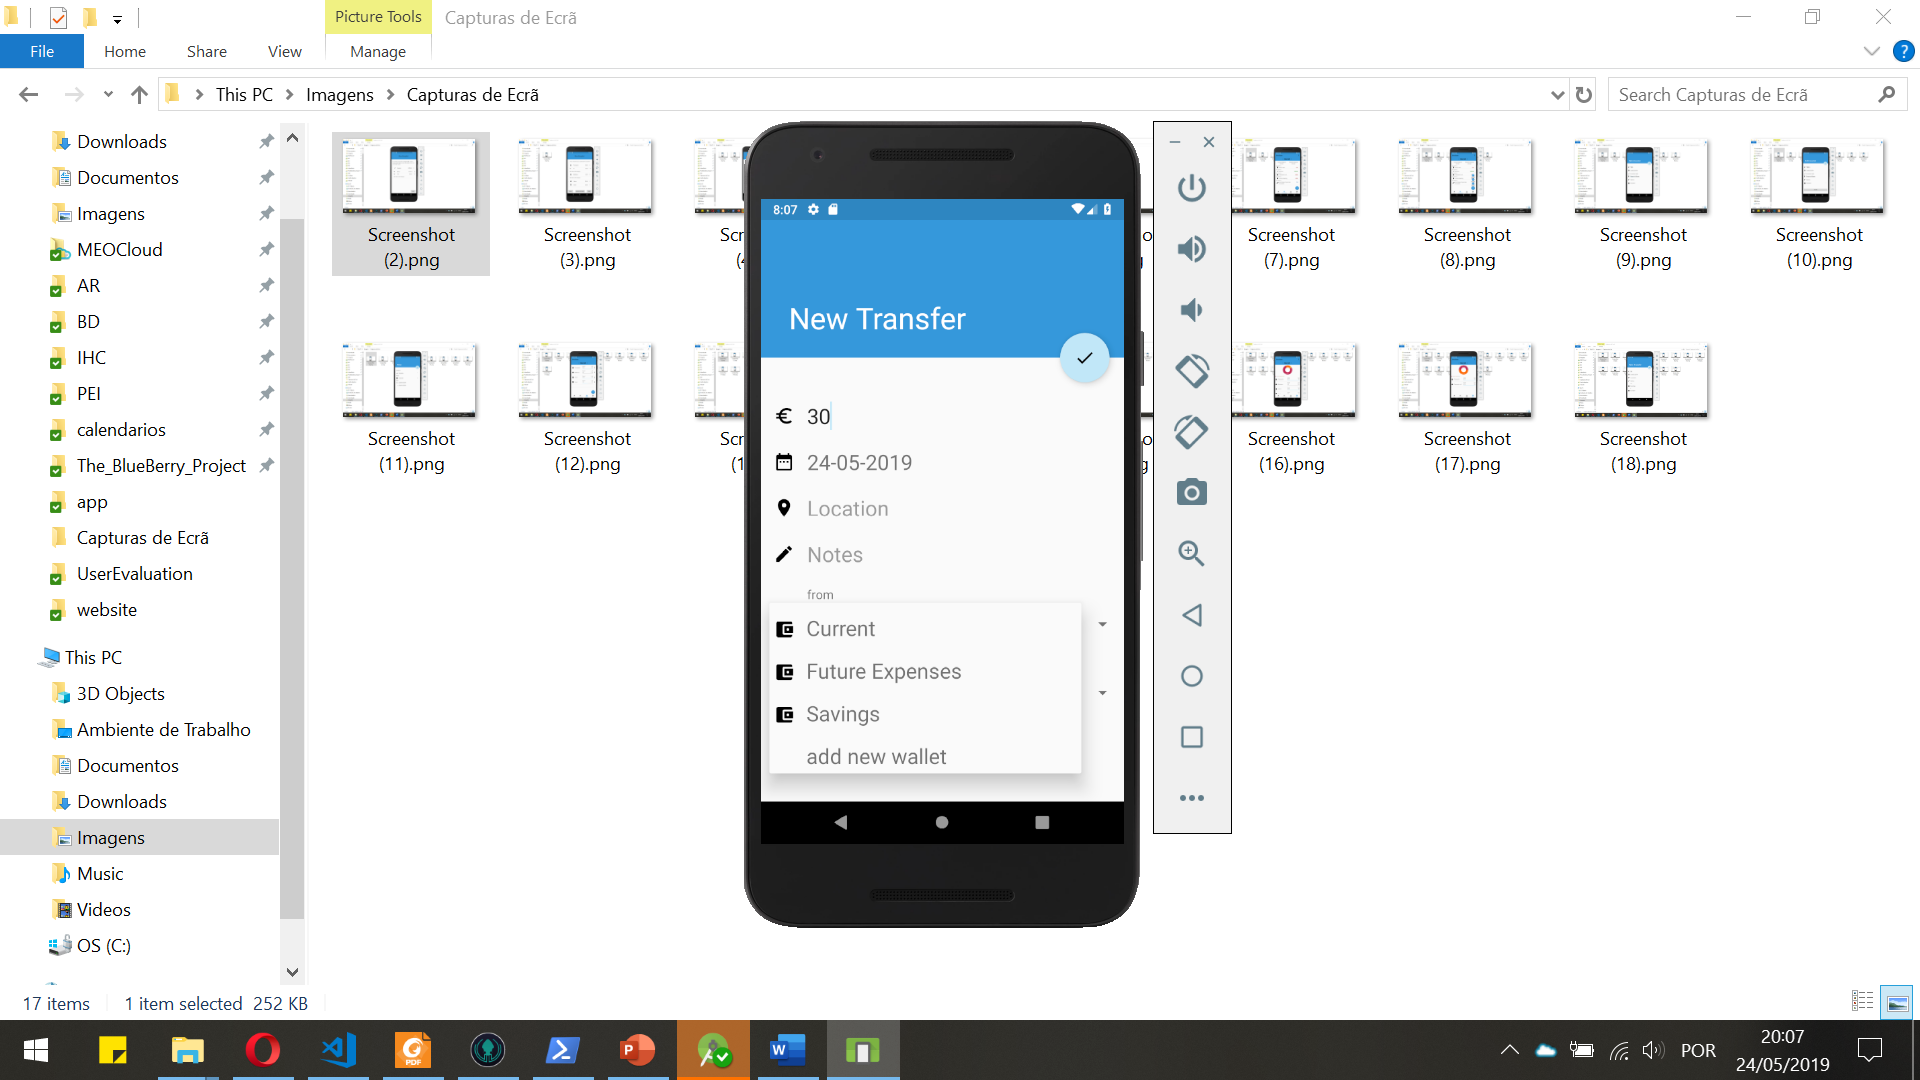 Picture Tools
Capturas de Ecrã
File
Home
Share
View
Manage
This PC
Imagens
Capturas de Ecrã
Search Capturas de Ecrã
Downloads
Documentos
Imagens
MEOCloud
AR
BD
IHC
PEI
calendarios
The_BlueBerry_Project
app
Capturas de Ecrã
UserEvaluation
website
This PC
3D Objects
Ambiente de Trabalho
Documentos
Downloads
Imagens
Music
Videos
OS (C:)
Screenshot
(2).png
Screenshot
(3).png
Screenshot
(7).png
Screenshot
(8).png
Screenshot
(9).png
Screenshot
(10).png
Screenshot
(11).png
Screenshot
(12).png
Screenshot
(16).png
Screenshot
(17).png
Screenshot
(18).png
8:07
New Transfer
€ 30
24-05-2019
Location
Notes
from
Current
Future Expenses
Savings
add new wallet
17 items
1 item selected 252 KB
POR
20:07
24/05/2019